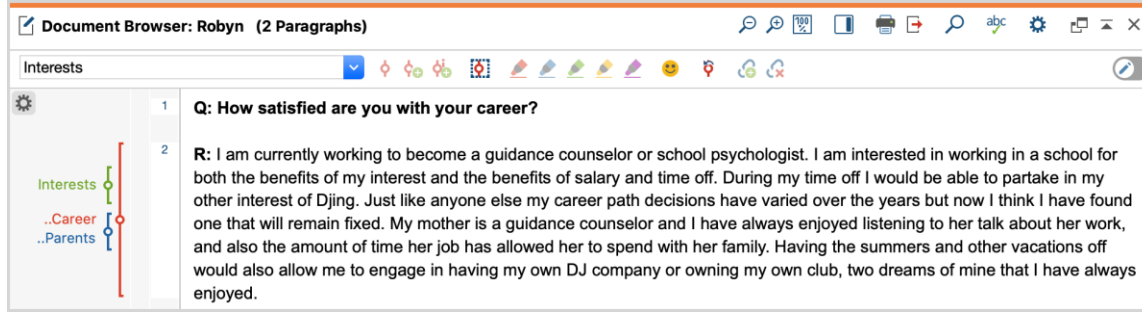 Document Browser: Robyn (2 Paragraphs)
100 %
abc
Interests
1 Q: How satisfied are you with your career?
2 R: I am currently working to become a guidance counselor or school psychologist. I am interested in working in a school for
both the benefits of my interest and the benefits of salary and time off. During my time off I would be able to partake in my
Interests
other interest of Djing. Just like anyone else my career path decisions have varied over the years but now I think I have found
..Career
one that will remain fixed. My mother is a guidance counselor and I have always enjoyed listening to her talk about her work,
..Parents
and also the amount of time her job has allowed her to spend with her family. Having the summers and other vacations off
would also allow me to engage in having my own DJ company or owning my own club, two dreams of mine that I have always
enjoyed.